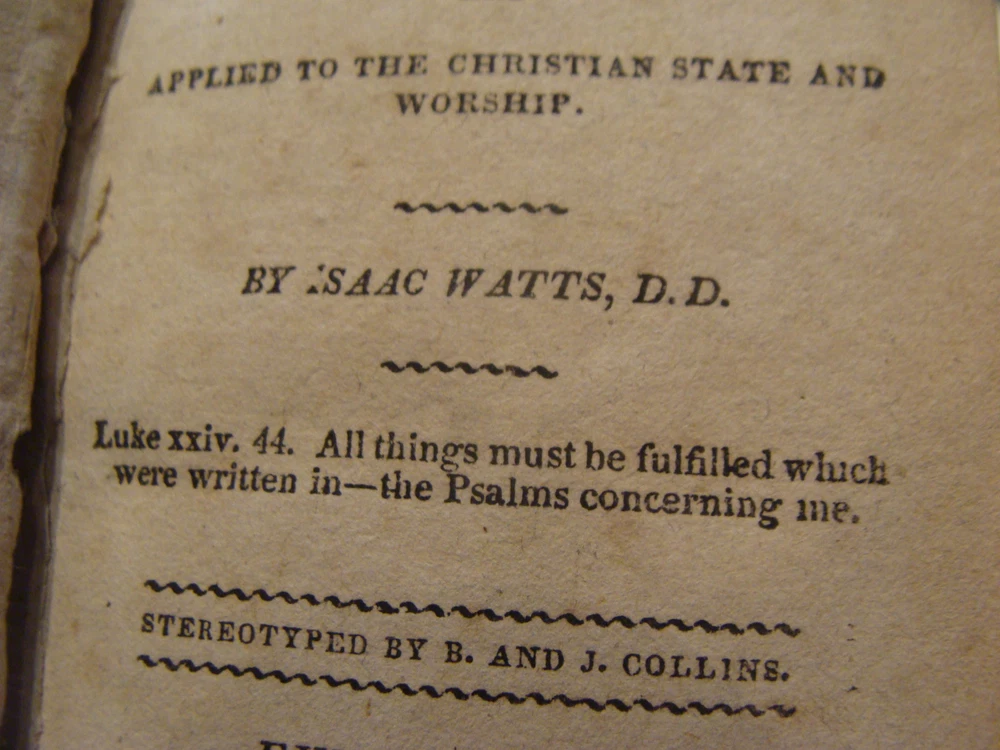 APPLIED TO THE CHRISTIAN STATE AND
WORSHIP.
BY ISAAC WATTS, D. D.
Luke xxiv. 44. All things must be fulfilled which
were written in—the Psalms concerning me.
STEREOTYPED BY B. AND J. COLLINS.